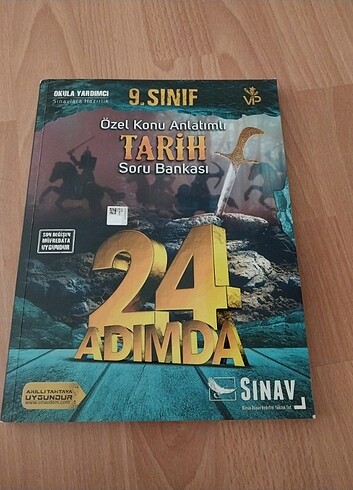 OKULA YARDIMCI
Sınavlara Hazırlık
9.SINIF
VIP
Özel Konu Anlatımlı
TARİH
Soru Bankası
SON DEĞİŞEN
MÜFREDATA
UYGUNDUR
24
ADIMDA
AKILLI TAHTAYA
UYGUNDUR
SINAV